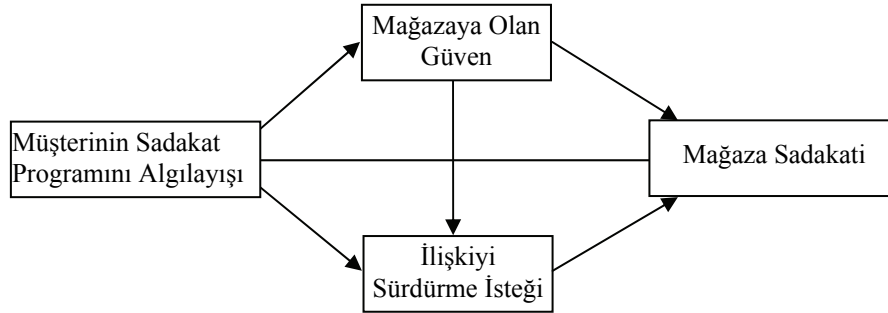 Mağazaya Olan
Güven
Müşterinin Sadakat
Programını Algılayışı
Mağaza Sadakati
İlişkiyi
Sürdürme İsteği